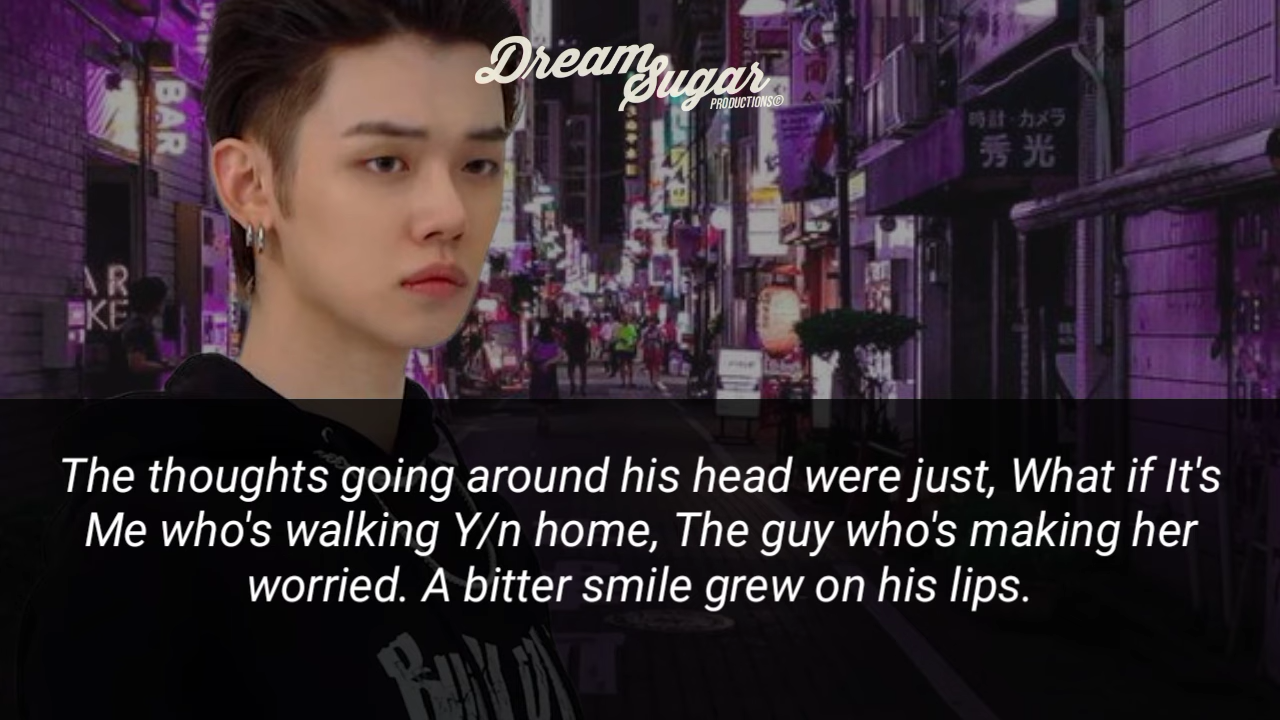 Dream
Sugar
PRODUCTIONS©
BAR
時計・カメラ
秀光
AR
KE
The thoughts going around his head were just, What if It's
Me who's walking Y/n home, The guy who's making her
worried. A bitter smile grew on his lips.